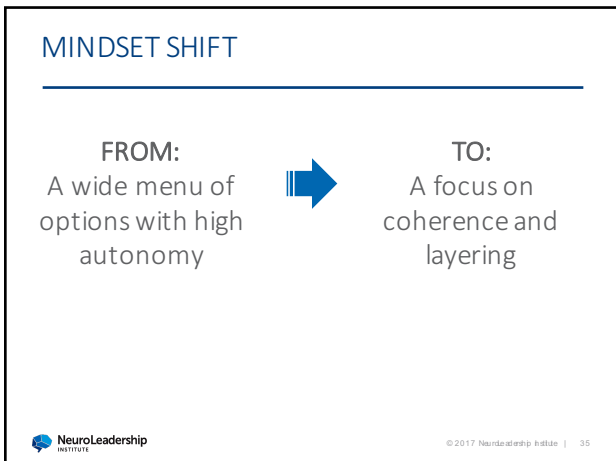 MINDSET SHIFT
FROM:
A wide menu of
options with high
autonomy
TO:
A focus on
coherence and
layering
NeuroLeadership
INSTITUTE
© 2017 NeuroLeadership Institute | 35